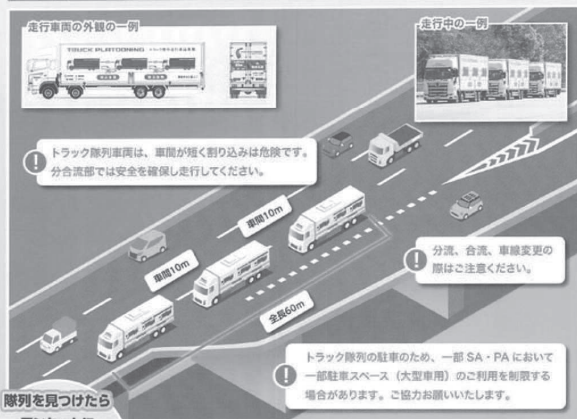 走行車両の外観の一例
TRUCK PLATOONING
走行中の一例
トラック隊列車両は、車間が短く割り込みは危険です。
分合流部では安全を確保し走行してください。
車間10m
車間10m
全長60m
分流、合流、車線変更の
際はご注意ください。
トラック隊列の駐車のため、一部SA・PAにおいて
一部駐車スペース（大型車用）のご利用を制限する
場合があります。ご協力お願いいたします。
隊列を見つけたら